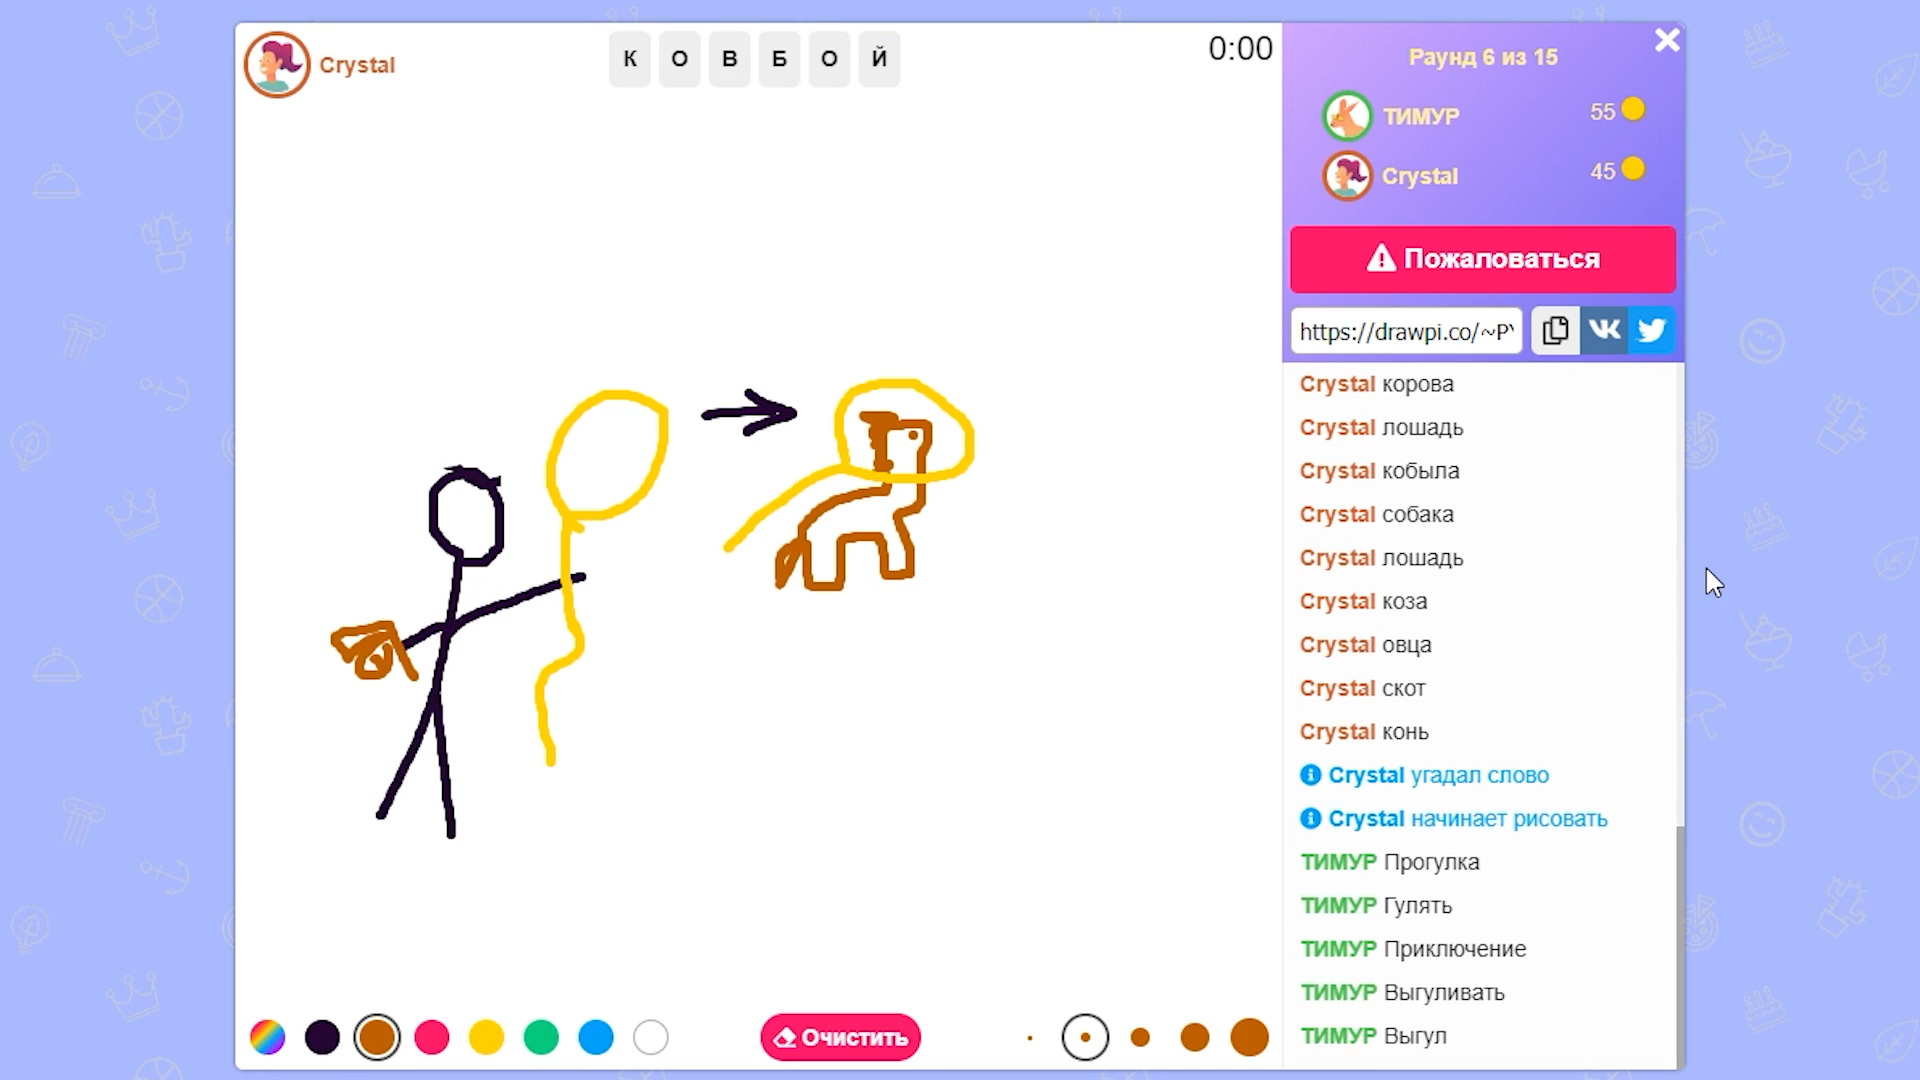 Crystal
КОВБОЙ
0:00
Раунд 6 из 15
ТИМУР 55
Crystal 45
Пожаловаться
https://drawpi.co/~P
Crystal корова
Crystal лошадь
Crystal кобыла
Crystal собака
Crystal лошадь
Crystal коза
Crystal овца
Crystal скот
Crystal конь
Crystal угадал слово
Crystal начинает рисовать
ТИМУР Прогулка
ТИМУР Гулять
ТИМУР Приключение
ТИМУР Выгуливать
ТИМУР Выгул
Очистить